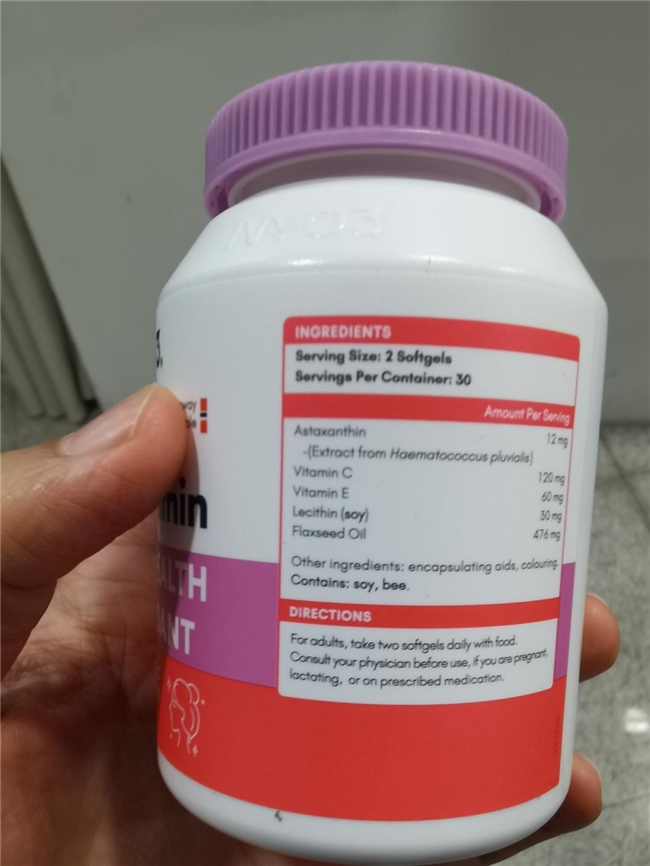 3.
INGREDIENTS
Serving Size: 2 Softgels
Servings Per Container: 30
Amount Per Serving
Astaxanthin 12 mg
-(Extract from Haematococcus pluvialis)
Vitamin C 120 mg
Vitamin E 60 mg
Lecithin (soy) 30 mg
Flaxseed Oil 476 mg
Other ingredients: encapsulating aids, colouring.
Contains: soy, bee.
DIRECTIONS
For adults, take two softgels daily with food.
Consult your physician before use, if you are pregnant,
lactating, or on prescribed medication.